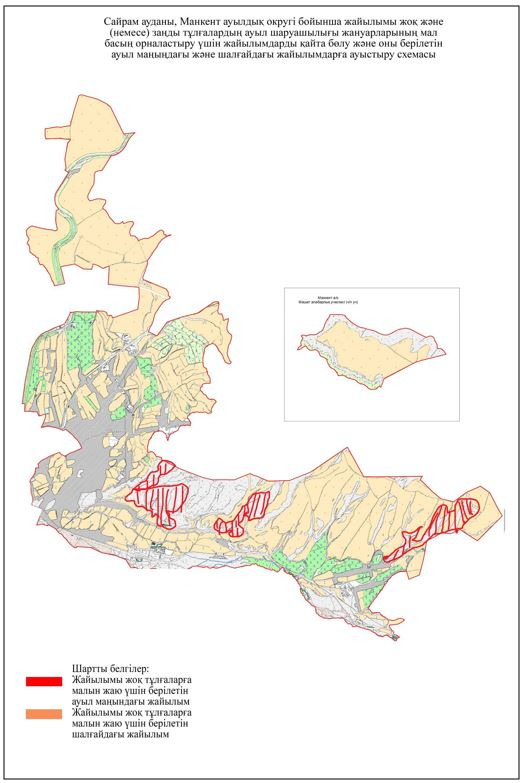 Сайрам ауданы, Манкент ауылдық округі бойынша жайылымы жоқ және
(немесе) заңды тұлғалардың ауыл шаруашылығы жануарларының мал
басын орналастыру үшін жайылымдарды қайта бөлу және оны берілетін
ауыл маңындағы және шалғайдағы жайылымдарға ауыстыру схемасы
Манкент а/о
Шартты белгілер:
Жайылымы жоқ тұлғаларға
малын жаю үшін берілетін
ауыл маңындағы жайылым
Жайылымы жоқ тұлғаларға
малын жаю үшін берілетін
шалғайдағы жайылым